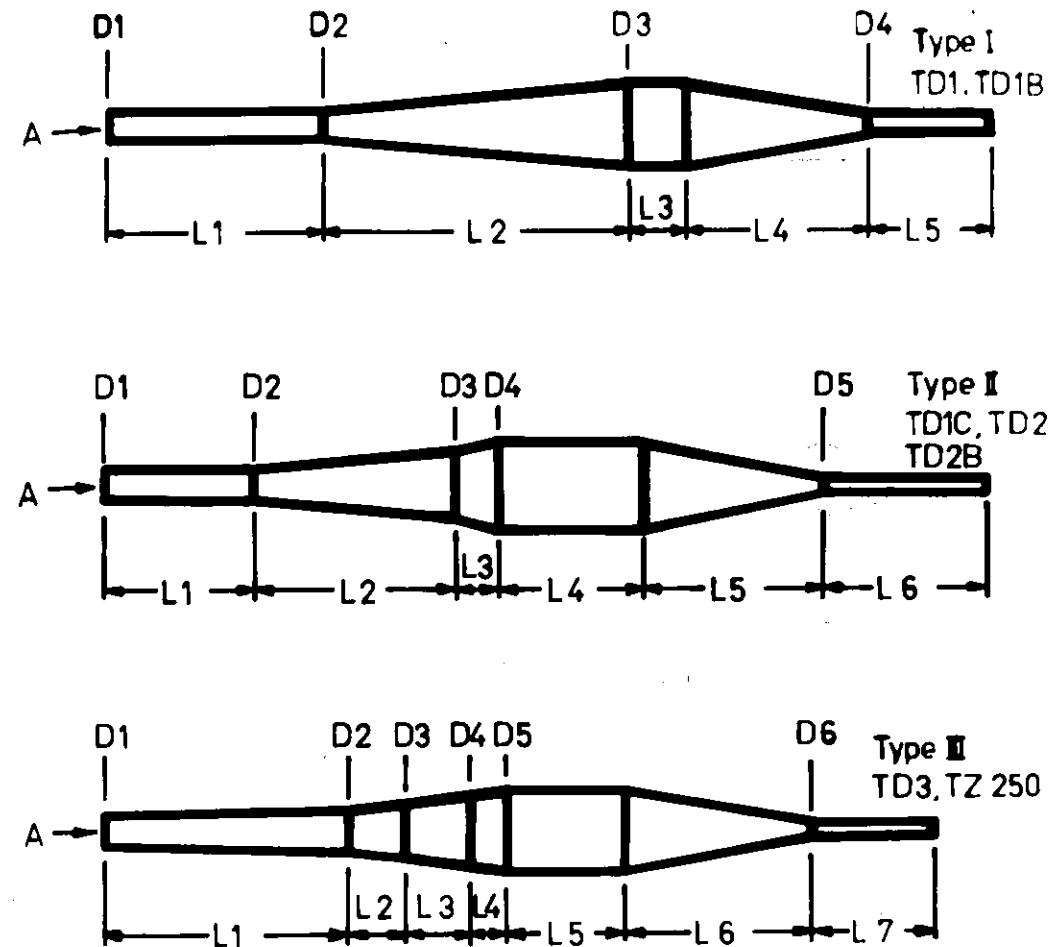 D1 D2 D3 D4 Type I
TD1, TD1B
A
L1 L2 L3 L4 L5
D1 D2 D3 D4 D5 Type II
TD1C, TD2
TD2B
A
L1 L2 L3 L4 L5 L6
D1 D2 D3 D4 D5 D6 Type III
TD3, TZ 250
A
L1 L2 L3 L4 L5 L6 L7